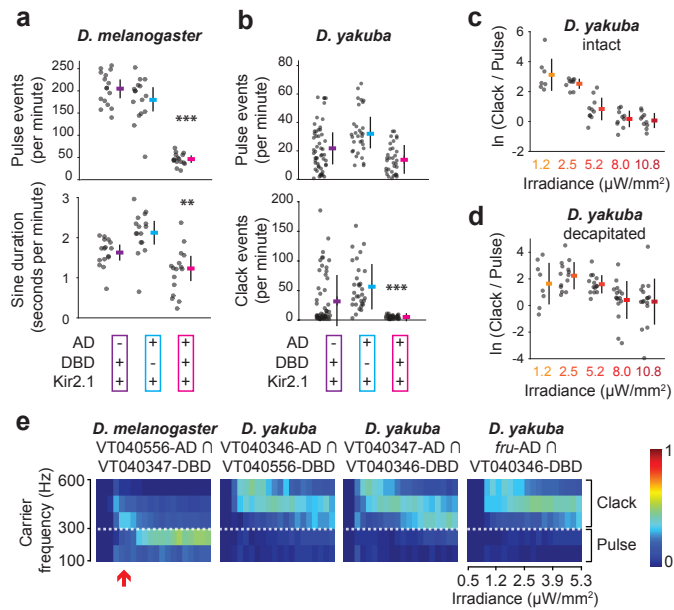 a
D. melanogaster
Pulse events
(per minute)
250
200
150
100
50
0
***
Sine duration
(seconds per minute)
3
2
1
0
**
AD - + +
DBD + - +
Kir2.1 + + +
b
D. yakuba
Pulse events
(per minute)
80
60
40
20
0
Clack events
(per minute)
200
150
100
50
0
***
AD - + +
DBD + - +
Kir2.1 + + +
c
D. yakuba
intact
ln (Clack / Pulse)
6
4
2
0
1.2 2.5 5.2 8.0 10.8
Irradiance (µW/mm²)
d
D. yakuba
decapitated
ln (Clack / Pulse)
6
4
2
0
-2
-4
1.2 2.5 5.2 8.0 10.8
Irradiance (µW/mm²)
e
D. melanogaster
VT040556-AD ∩
VT040347-DBD
D. yakuba
VT040346-AD ∩
VT040556-DBD
D. yakuba
VT040347-AD ∩
VT040346-DBD
D. yakuba
fru-AD ∩
VT040346-DBD
Carrier
frequency (Hz)
600
300
100
Clack
Pulse
1
0
0.5 1.2 2.5 3.9 5.3
Irradiance (µW/mm²)